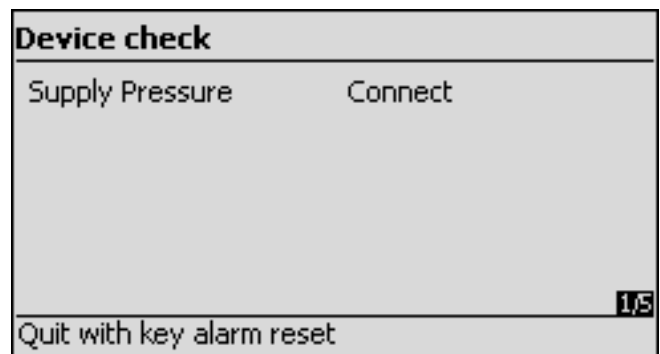 Device check
Supply Pressure Connect
1/5
Quit with key alarm reset